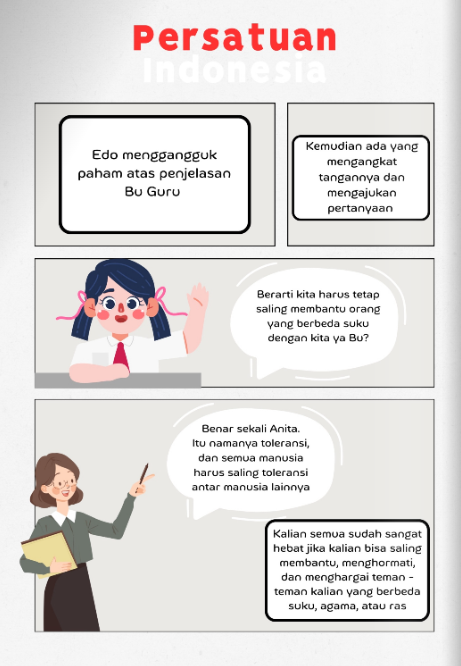 Persatuan
Indonesia
Edo menggangguk
paham atas penjelasan
Bu Guru
Kemudian ada yang
mengangkat
tangannya dan
mengajukan
pertanyaan
Berarti kita harus tetap
saling membantu orang
yang berbeda suku
dengan kita ya Bu?
Benar sekali Anita.
Itu namanya toleransi,
dan semua manusia
harus saling toleransi
antar manusia lainnya
Kalian semua sudah sangat
hebat jika kalian bisa saling
membantu, menghormati,
dan menghargai teman -
teman kalian yang berbeda
suku, agama, atau ras